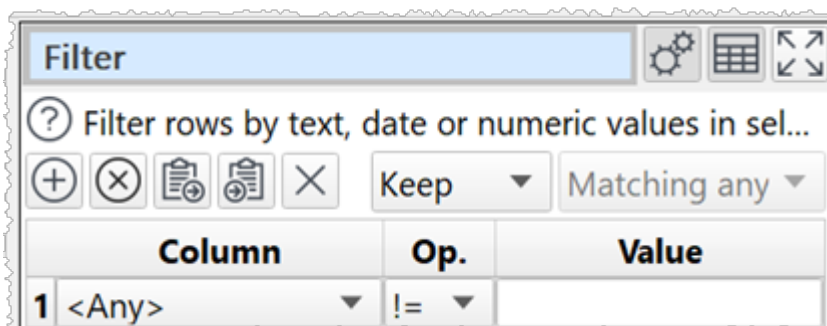 Filter
Filter rows by text, date or numeric values in sel...
Keep Matching any
Column Op. Value
1 <Any> !=